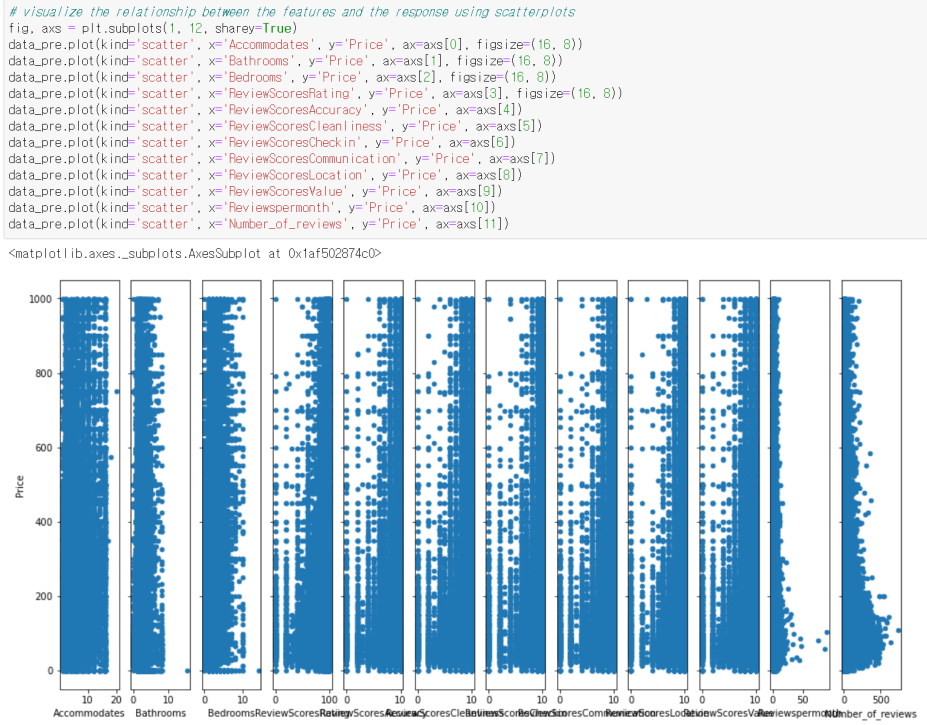 # visualize the relationship between the features and the response using scatterplots
fig, axs = plt.subplots(1, 12, sharey=True)
data_pre.plot(kind='scatter', x='Accommodates', y='Price', ax=axs[0], figsize=(16, 8))
data_pre.plot(kind='scatter', x='Bathrooms', y='Price', ax=axs[1], figsize=(16, 8))
data_pre.plot(kind='scatter', x='Bedrooms', y='Price', ax=axs[2], figsize=(16, 8))
data_pre.plot(kind='scatter', x='ReviewScoresRating', y='Price', ax=axs[3], figsize=(16, 8))
data_pre.plot(kind='scatter', x='ReviewScoresAccuracy', y='Price', ax=axs[4])
data_pre.plot(kind='scatter', x='ReviewScoresCleanliness', y='Price', ax=axs[5])
data_pre.plot(kind='scatter', x='ReviewScoresCheckin', y='Price', ax=axs[6])
data_pre.plot(kind='scatter', x='ReviewScoresCommunication', y='Price', ax=axs[7])
data_pre.plot(kind='scatter', x='ReviewScoresLocation', y='Price', ax=axs[8])
data_pre.plot(kind='scatter', x='ReviewScoresValue', y='Price', ax=axs[9])
data_pre.plot(kind='scatter', x='Reviewspermonth', y='Price', ax=axs[10])
data_pre.plot(kind='scatter', x='Number_of_reviews', y='Price', ax=axs[11])
<matplotlib.axes._subplots.AxesSubplot at 0x1af502874c0>
1000
800
600
400
200
0
Price
10 20 0 10 0 10 0 100 0 10 0 10 0 10 0 10 0 10 0 10 0 50 0 500
Accommodates Bathrooms Bedrooms Number_of_reviews